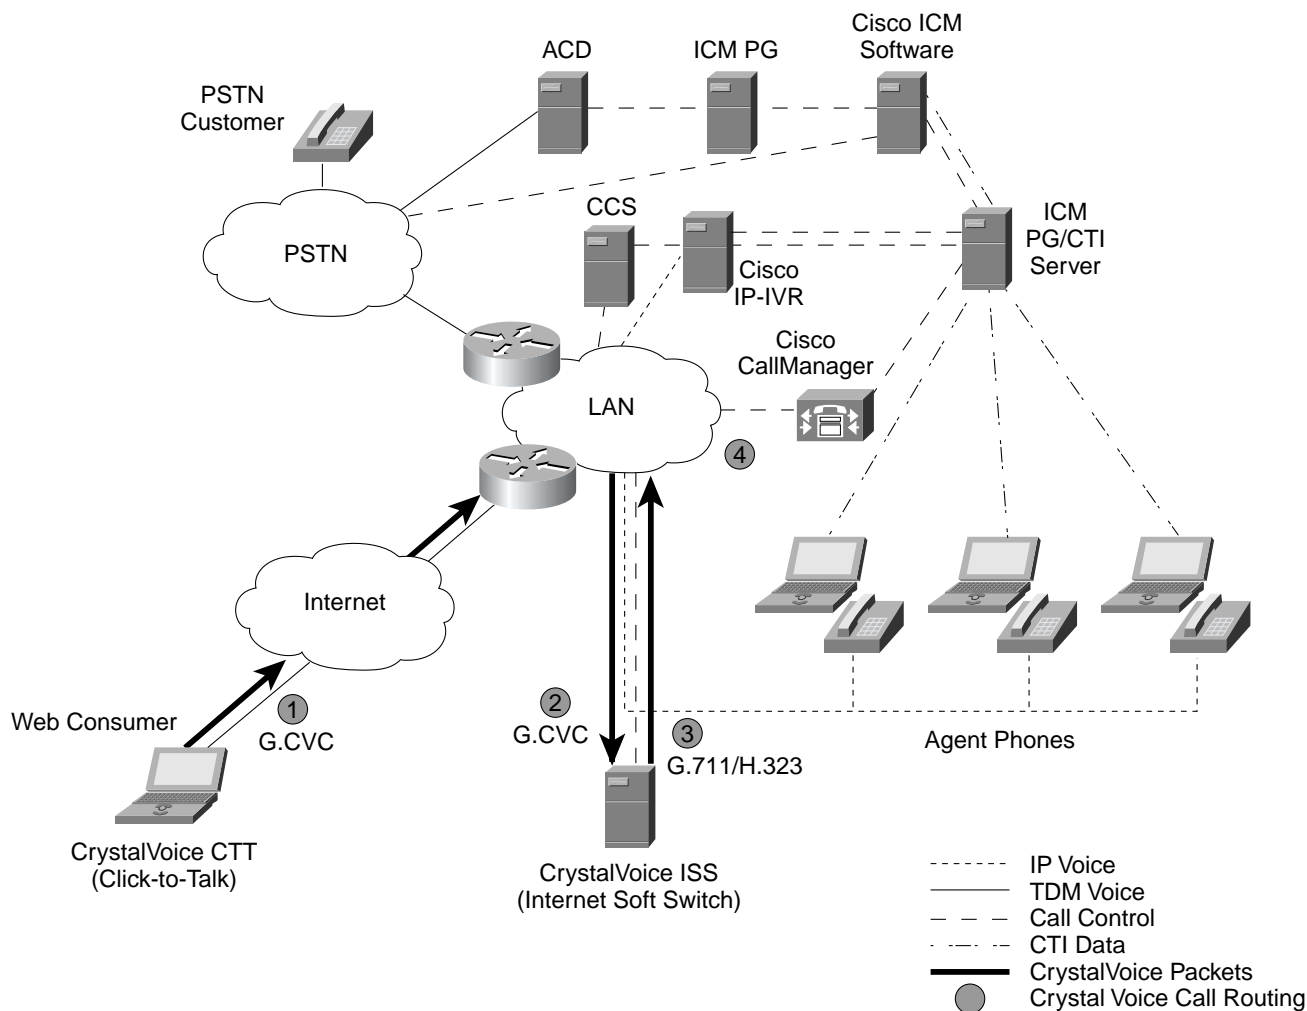 Cisco ICM
Software
ACD
ICM PG
PSTN
Customer
CCS
ICM
PG/CTI
Server
PSTN
Cisco
IP-IVR
Cisco
CallManager
LAN
4
Internet
1
G.CVC
Web Consumer
2
G.CVC
3
G.711/H.323
Agent Phones
CrystalVoice CTT
(Click-to-Talk)
CrystalVoice ISS
(Internet Soft Switch)
IP Voice
TDM Voice
Call Control
CTI Data
CrystalVoice Packets
Crystal Voice Call Routing